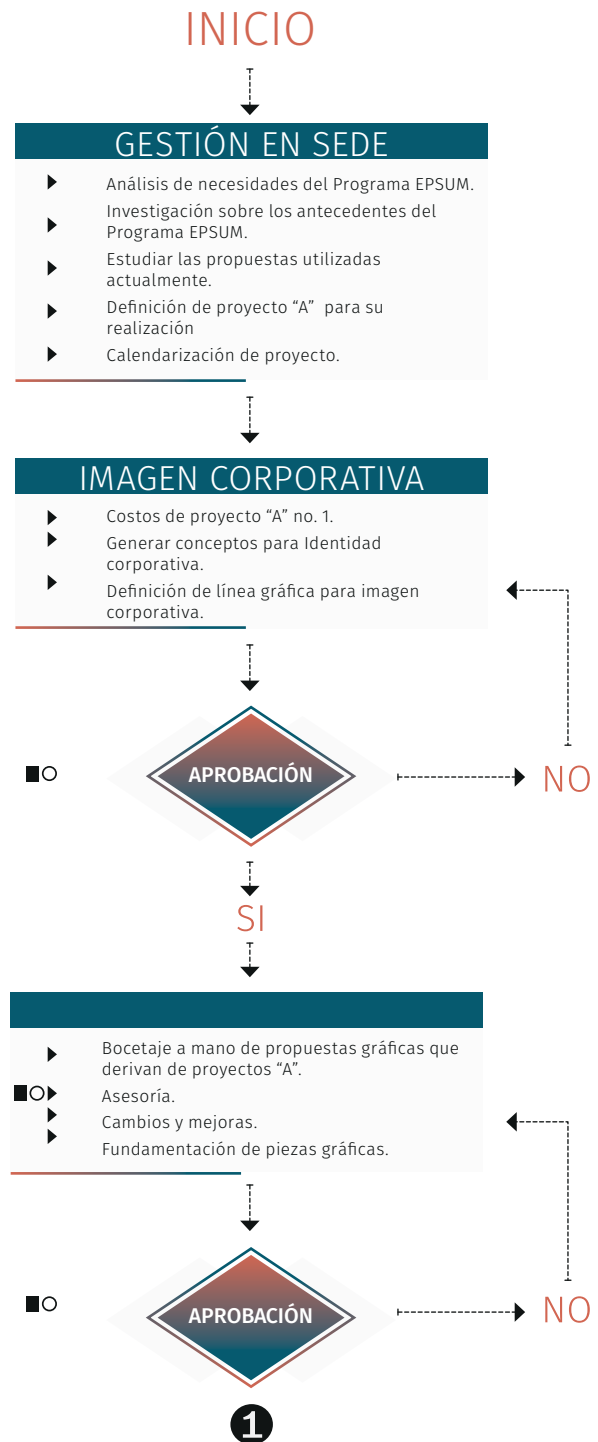 INICIO
GESTIÓN EN SEDE
Análisis de necesidades del Programa EPSUM.
Investigación sobre los antecedentes del
Programa EPSUM.
Estudiar las propuestas utilizadas
actualmente.
Definición de proyecto “A” para su
realización
Calendarización de proyecto.
IMAGEN CORPORATIVA
Costos de proyecto “A” no. 1.
Generar conceptos para Identidad
corporativa.
Definición de línea gráfica para imagen
corporativa.
APROBACIÓN
NO
SI
Bocetaje a mano de propuestas gráficas que
derivan de proyectos “A”.
Asesoría.
Cambios y mejoras.
Fundamentación de piezas gráficas.
APROBACIÓN
NO
1